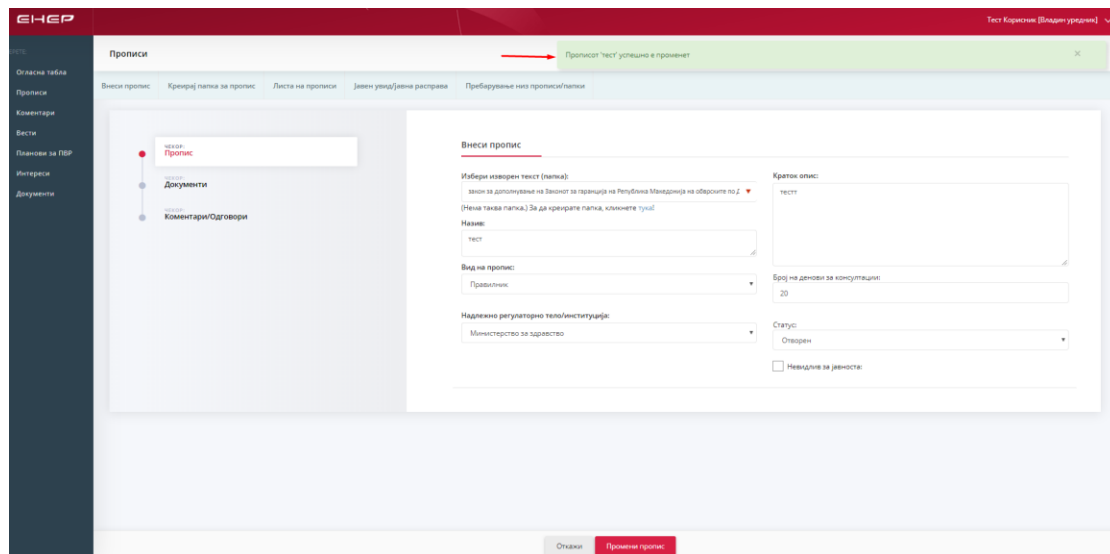 ЕНЕР
Тест Корисник [Владин уредник]
Огласна табла
Прописи
Коментари
Вести
Планови за ПВР
Интереси
Документи
Прописи
Прописот 'тест' успешно е променет
×
Внеси пропис Креирај папка за пропис Листа на прописи Јавен увид/јавна расправа Пребарување низ прописи/папки
ЧЕКОР:
Пропис
ЧЕКОР:
Документи
ЧЕКОР:
Коментари/Одговори
Внеси пропис
Избери изворен текст (папка):
закон за дополнување на Законот за гаранција на Република Македонија на обврските по Д
(Нема таква папка.) За да креирате папка, кликнете тука!
Назив:
тест
Вид на пропис:
Правилник
Надлежно регулаторно тело/институција:
Министерство за здравство
Краток опис:
тестт
Број на денови за консултации:
20
Статус:
Отворен
Невидлив за јавноста:
Откажи Промени пропис